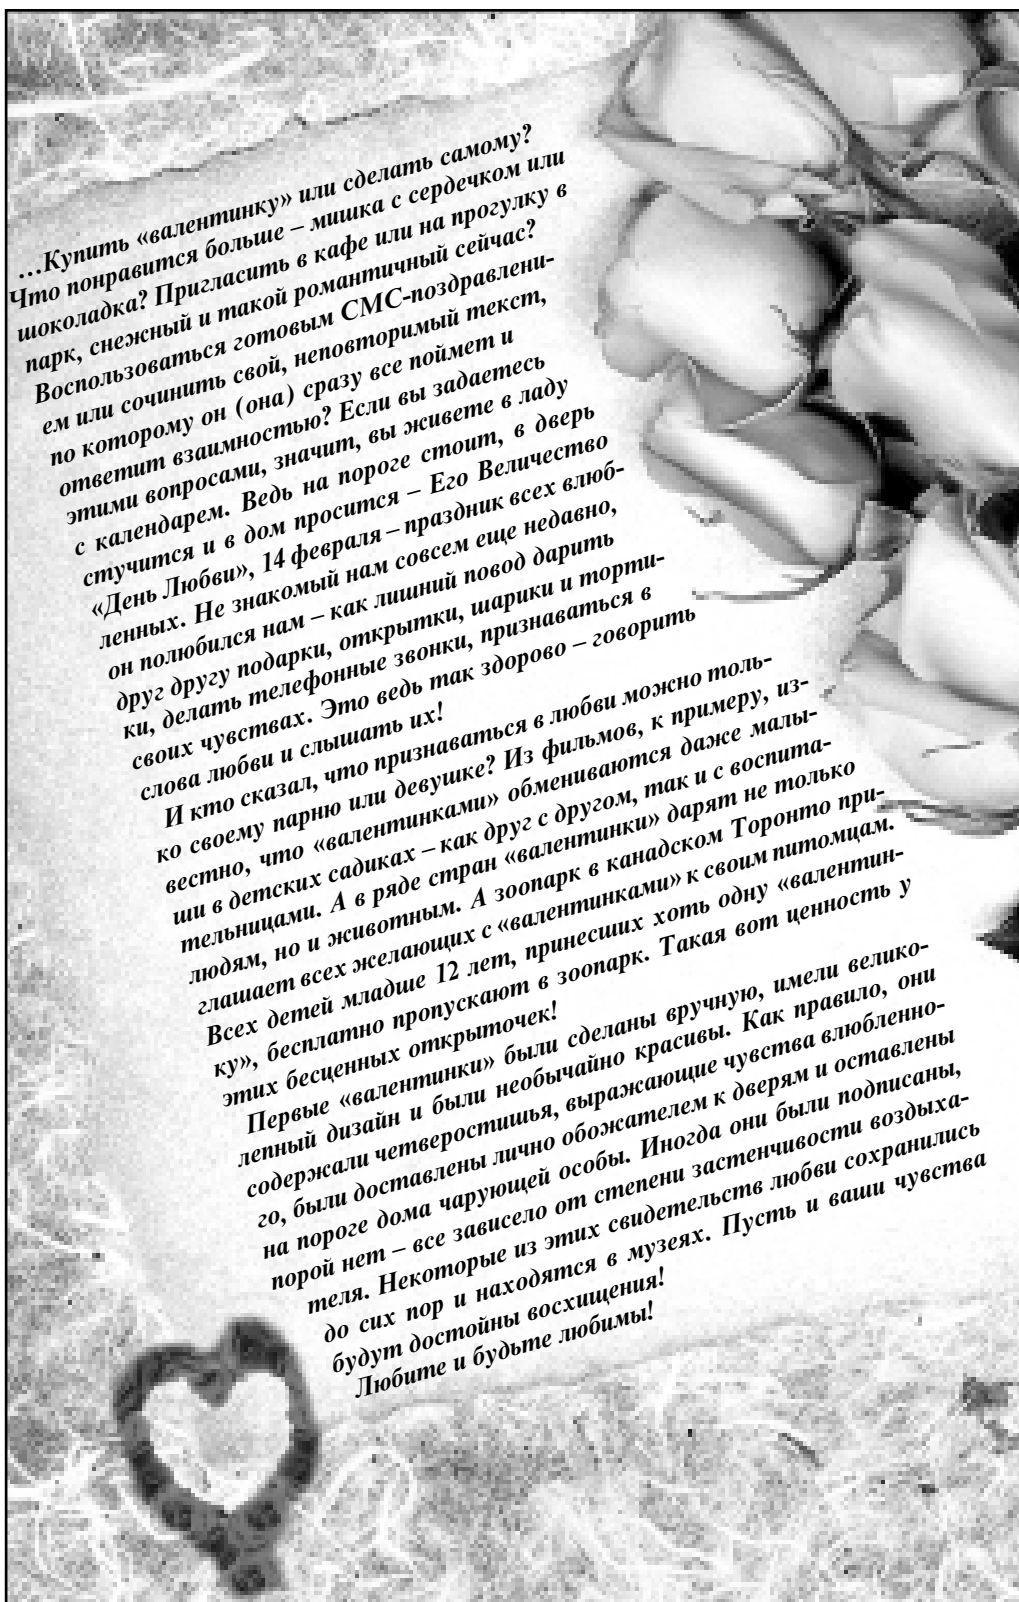 …Купить «валентинку» или сделать самому?
Что понравится больше – мишка с сердечком или
шоколадка? Пригласить в кафе или на прогулку в
парк, снежный и такой романтичный сейчас?
Воспользоваться готовым СМС-поздравлени-
ем или сочинить свой, неповторимый текст,
по которому он (она) сразу все поймет и
ответит взаимностью? Если вы задаетесь
этими вопросами, значит, вы живете в ладу
с календарем. Ведь на пороге стоит, в дверь
стучится и в дом просится – Его Величество
«День Любви», 14 февраля – праздник всех влюб-
ленных. Не знакомый нам совсем еще недавно,
он полюбился нам – как лишний повод дарить
друг другу подарки, открытки, шарики и торти-
ки, делать телефонные звонки, признаваться в
своих чувствах. Это ведь так здорово – говорить
слова любви и слышать их!
И кто сказал, что признаваться в любви можно толь-
ко своему парню или девушке? Из фильмов, к примеру, из-
вестно, что «валентинками» обмениваются даже малы-
ши в детских садиках – как друг с другом, так и с воспита-
тельницами. А в ряде стран «валентинки» дарят не только
людям, но и животным. А зоопарк в канадском Торонто при-
глашает всех желающих с «валентинками» к своим питомцам.
Всех детей младше 12 лет, принесших хоть одну «валентин-
ку», бесплатно пропускают в зоопарк. Такая вот ценность у
этих бесценных открыточек!
Первые «валентинки» были сделаны вручную, имели велико-
лепный дизайн и были необычайно красивы. Как правило, они
содержали четверостишья, выражающие чувства влюбленно-
го, были доставлены лично обожателем к дверям и оставлены
на пороге дома чарующей особы. Иногда они были подписаны,
порой нет – все зависело от степени застенчивости воздыха-
теля. Некоторые из этих свидетельств любви сохранились
до сих пор и находятся в музеях. Пусть и ваши чувства
будут достойны восхищения!
Любите и будьте любимы!